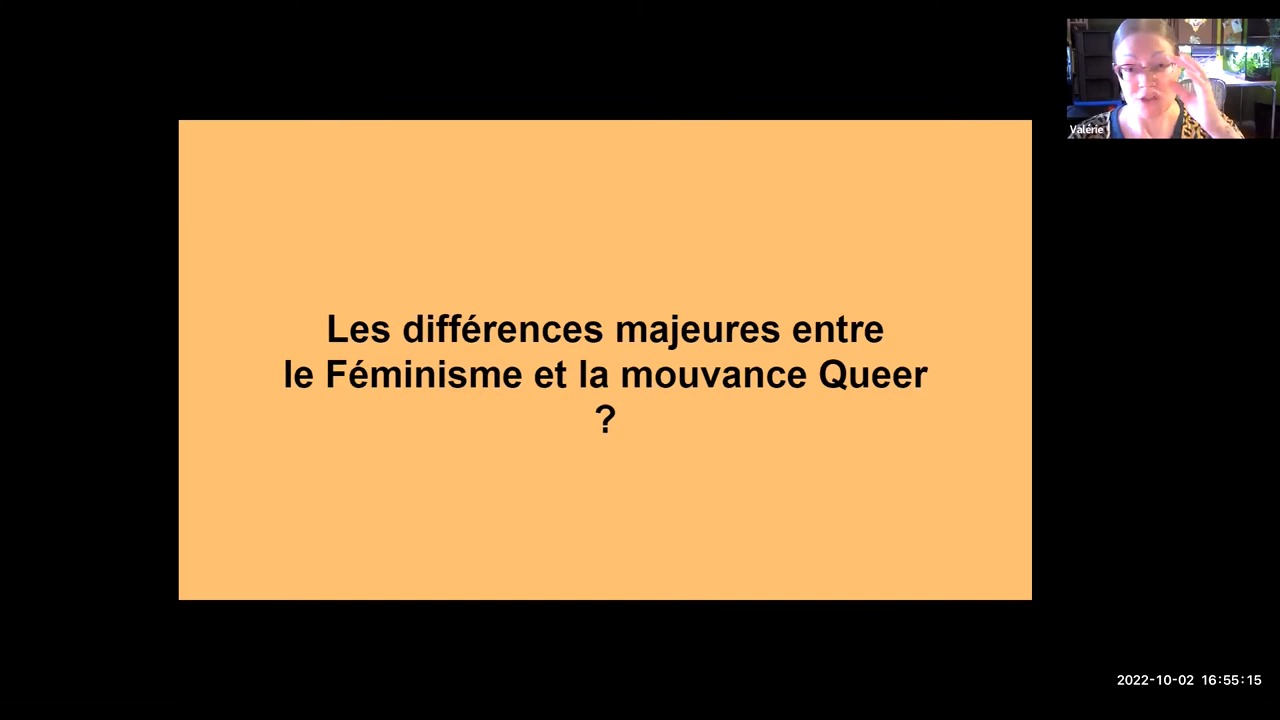 Valérie
Les différences majeures entre
le Féminisme et la mouvance Queer
?
2022-10-02 16:55:15